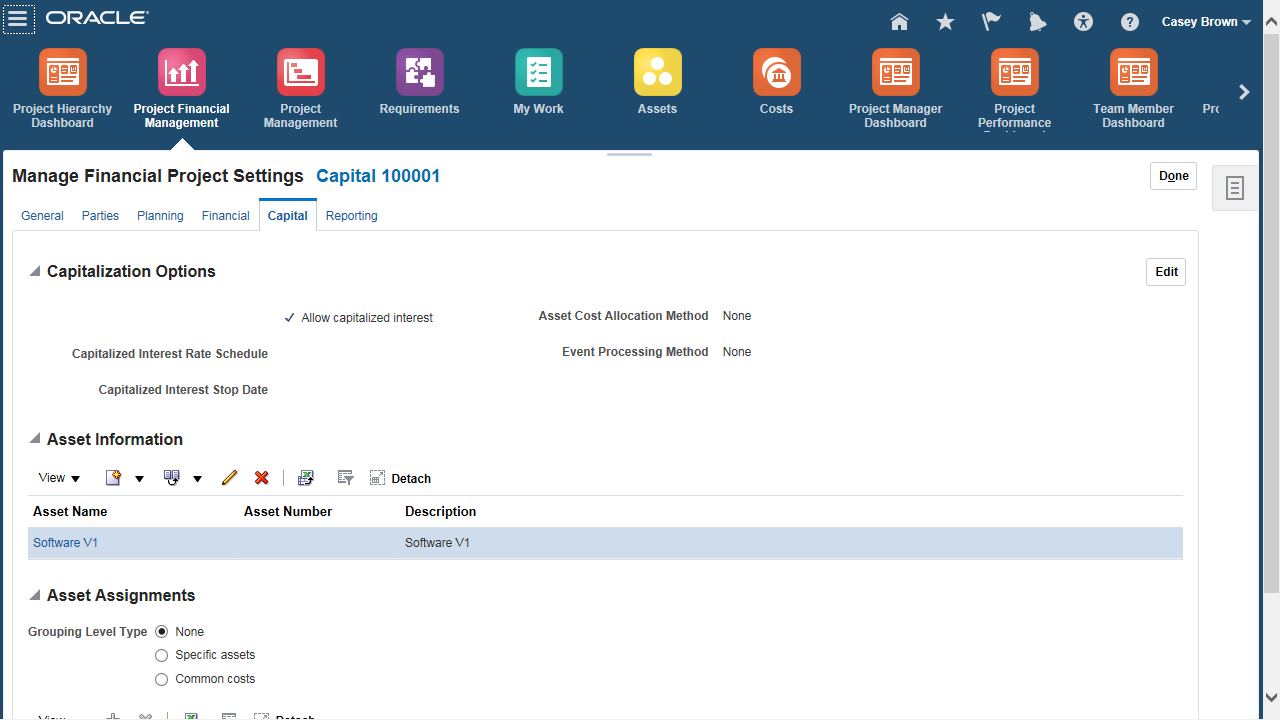 ORACLE
Casey Brown
Project Hierarchy
Dashboard
Project Financial
Management
Project
Management
Requirements
My Work
Assets
Costs
Project Manager
Dashboard
Project
Performance
Team Member
Dashboard
Pro
Manage Financial Project Settings Capital 100001
Done
General Parties Planning Financial Capital Reporting
Capitalization Options
Edit
Allow capitalized interest
Asset Cost Allocation Method None
Capitalized Interest Rate Schedule
Event Processing Method None
Capitalized Interest Stop Date
Asset Information
View
Detach
Asset Name Asset Number Description
Software V1 Software V1
Asset Assignments
Grouping Level Type None
Specific assets
Common costs
View Detach